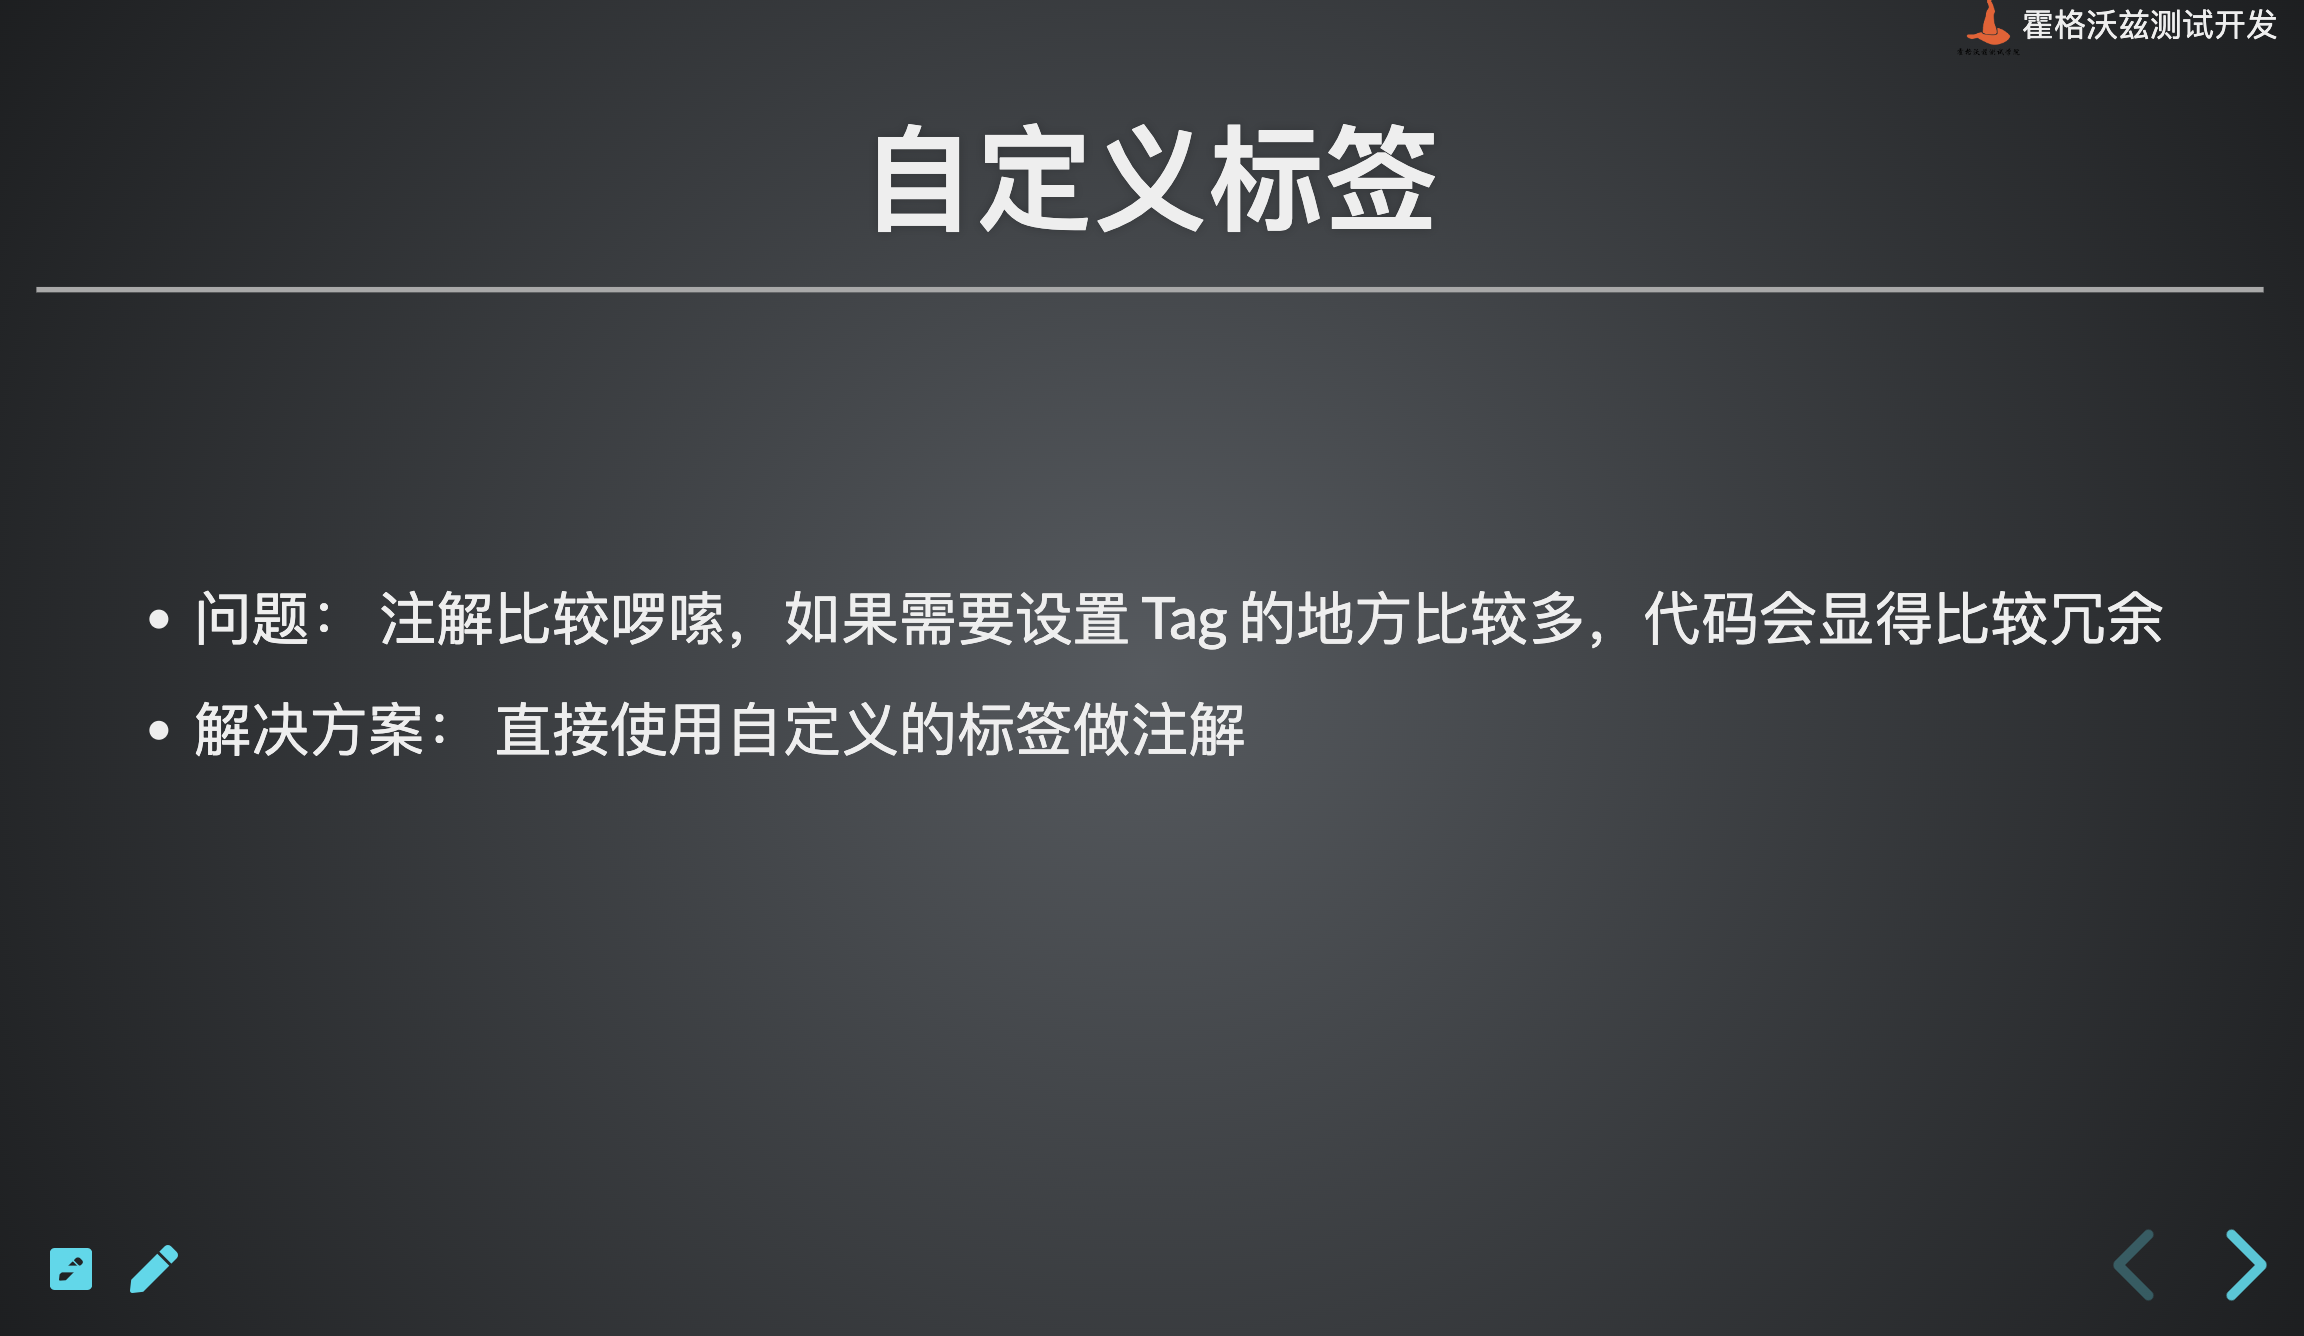 霍格沃兹测试开发
自定义标签
• 问题： 注解比较啰嗦，如果需要设置 Tag 的地方比较多，代码会显得比较冗余
• 解决方案： 直接使用自定义的标签做注解